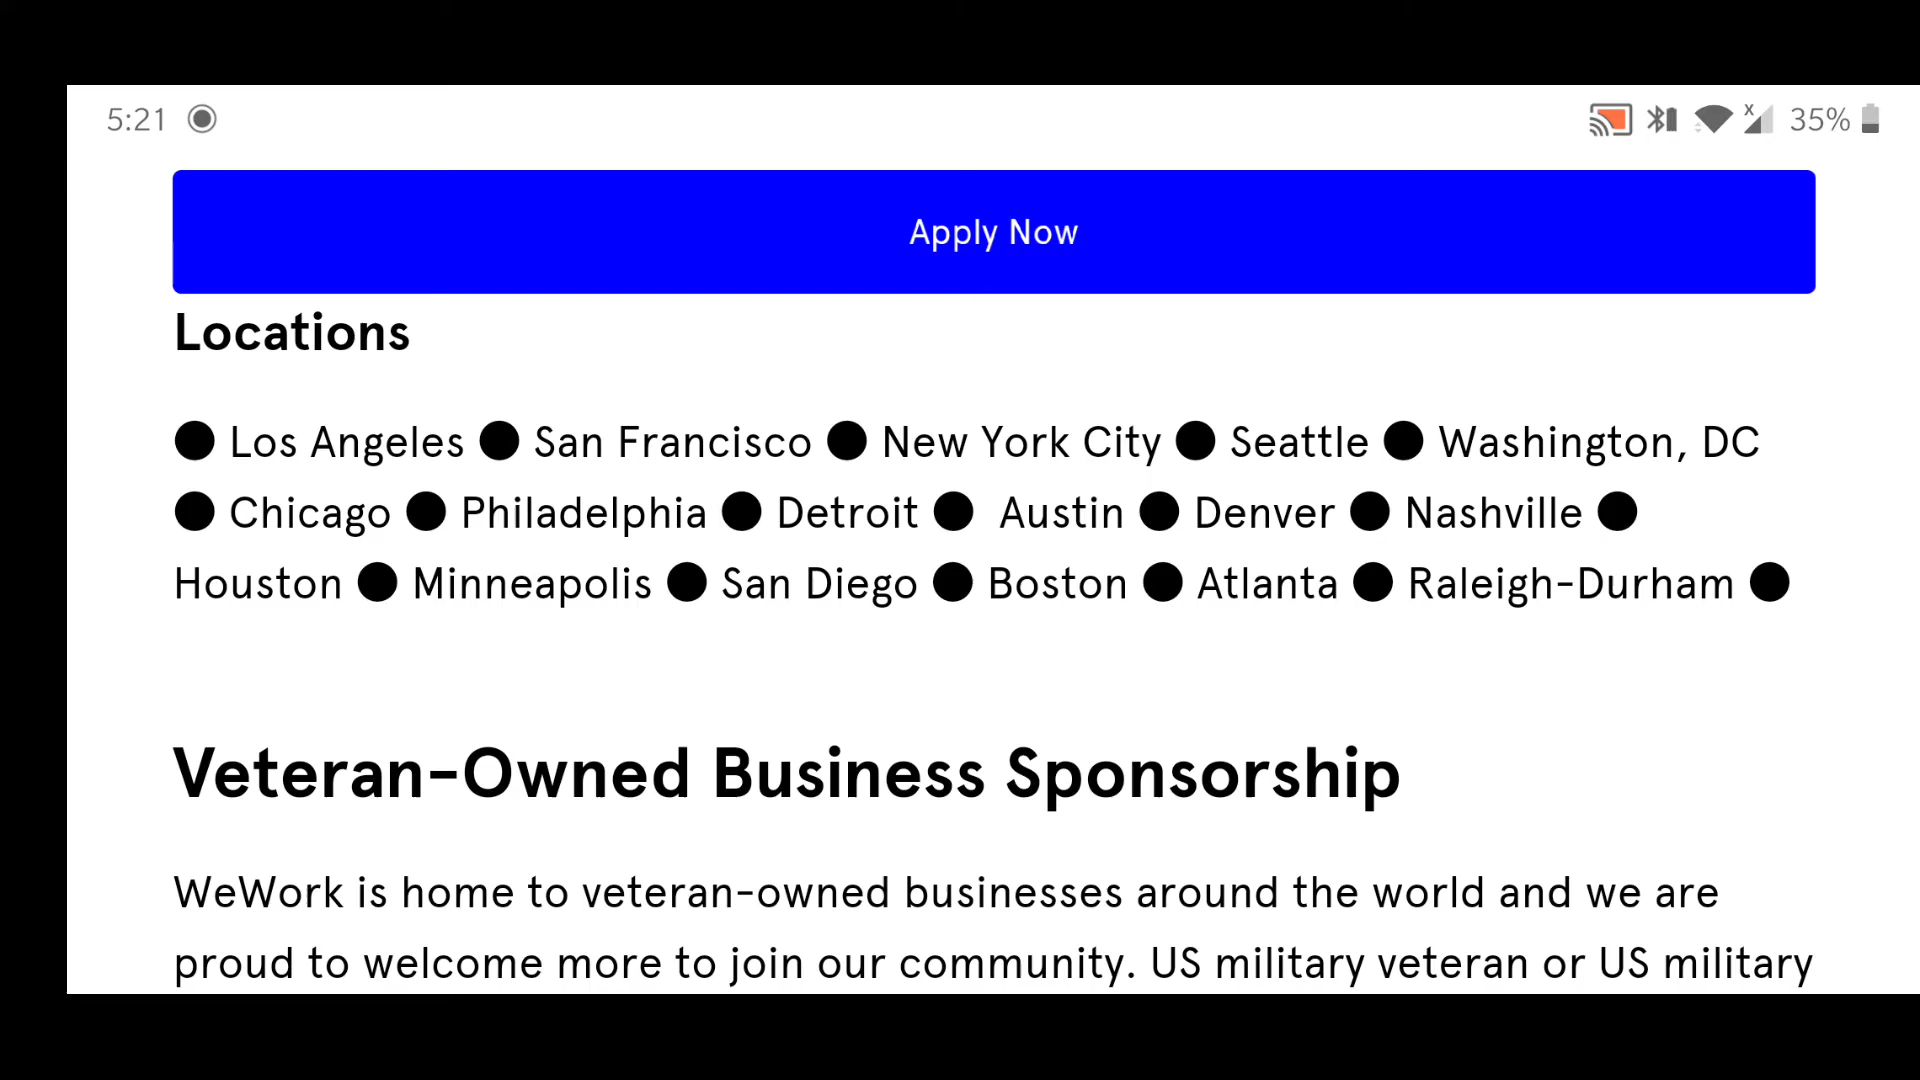 5:21 35%
Apply Now
Locations
● Los Angeles ● San Francisco ● New York City ● Seattle ● Washington, DC
● Chicago ● Philadelphia ● Detroit ● Austin ● Denver ● Nashville ●
Houston ● Minneapolis ● San Diego ● Boston ● Atlanta ● Raleigh-Durham ●
Veteran-Owned Business Sponsorship
WeWork is home to veteran-owned businesses around the world and we are
proud to welcome more to join our community. US military veteran or US military